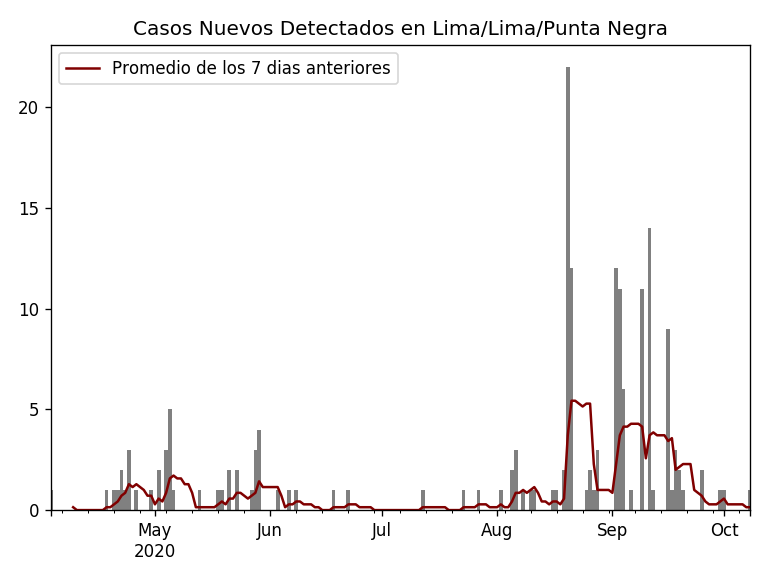 Casos Nuevos Detectados en Lima/Lima/Punta Negra
Promedio de los 7 dias anteriores
20
15
10
5
0
May Jun Jul Aug Sep Oct
2020